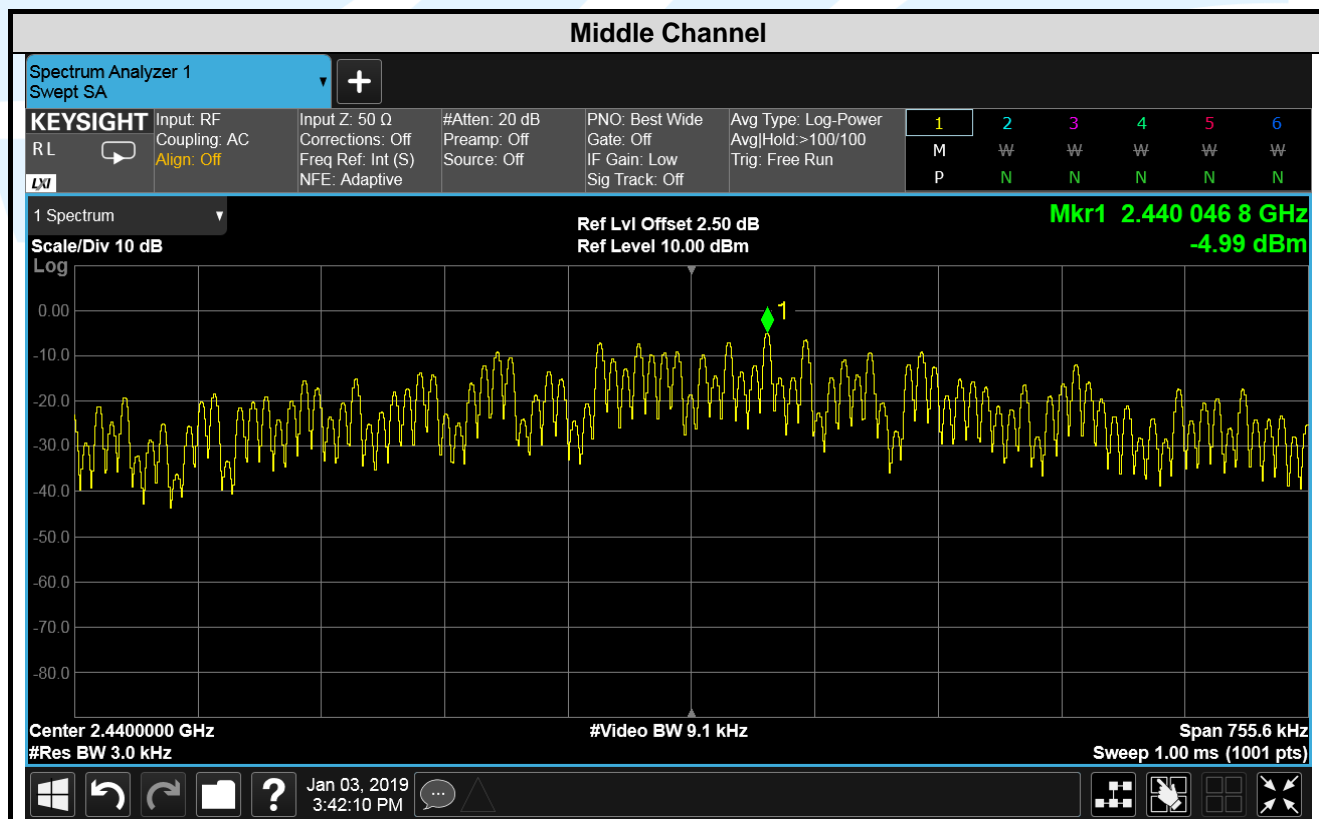 Middle Channel
Spectrum Analyzer 1
Swept SA
KEYSIGHT
R L
LXI
Input: RF
Coupling: AC
Align: Off
Input Z: 50 Ω
Corrections: Off
Freq Ref: Int (S)
NFE: Adaptive
#Atten: 20 dB
Preamp: Off
Source: Off
PNO: Best Wide
Gate: Off
IF Gain: Low
Sig Track: Off
Avg Type: Log-Power
Avg|Hold:>100/100
Trig: Free Run
1 2 3 4 5 6
M W W W W W
P N N N N N
1 Spectrum
Scale/Div 10 dB
Log
Ref Lvl Offset 2.50 dB
Ref Level 10.00 dBm
Mkr1 2.440 046 8 GHz
-4.99 dBm
1
0.00
-10.0
-20.0
-30.0
-40.0
-50.0
-60.0
-70.0
-80.0
Center 2.4400000 GHz
#Res BW 3.0 kHz
#Video BW 9.1 kHz
Span 755.6 kHz
Sweep 1.00 ms (1001 pts)
?
Jan 03, 2019
3:42:10 PM